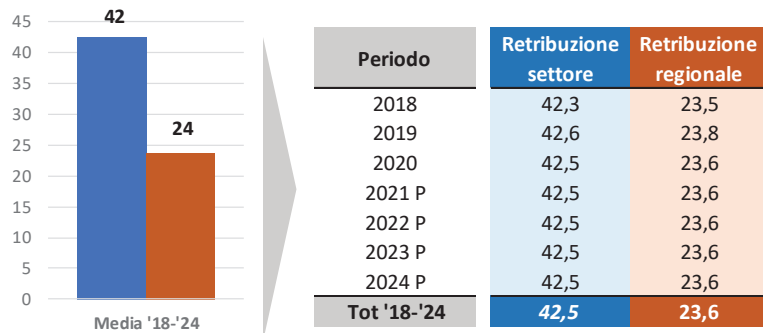 45
40
35
30
25
20
15
10
5
0
42
24
Media '18-'24
Periodo Retribuzione settore Retribuzione regionale
2018 42,3 23,5
2019 42,6 23,8
2020 42,5 23,6
2021 P 42,5 23,6
2022 P 42,5 23,6
2023 P 42,5 23,6
2024 P 42,5 23,6
Tot '18-'24 42,5 23,6